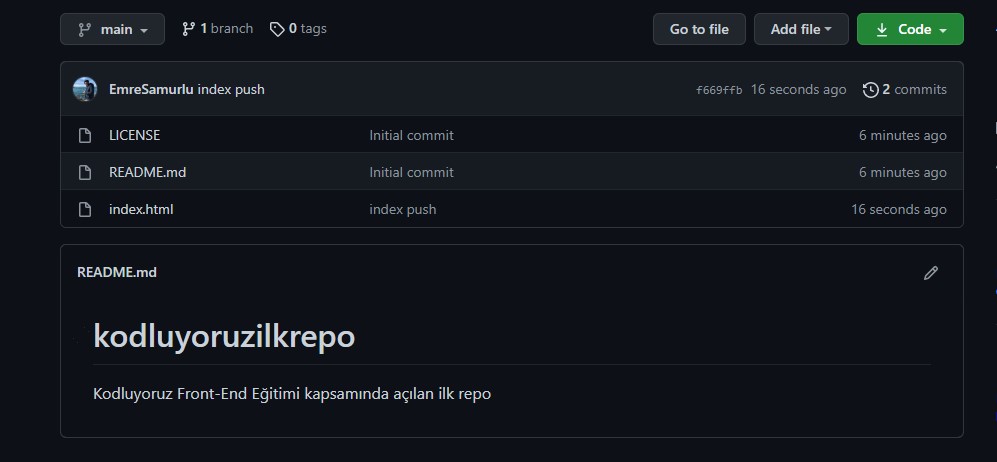 main 1 branch 0 tags Go to file Add file Code
EmreSamurlu index push f669ffb 16 seconds ago 2 commits
LICENSE Initial commit 6 minutes ago
README.md Initial commit 6 minutes ago
index.html index push 16 seconds ago
README.md
kodluyoruzilkrepo
Kodluyoruz Front-End Eğitimi kapsamında açılan ilk repo